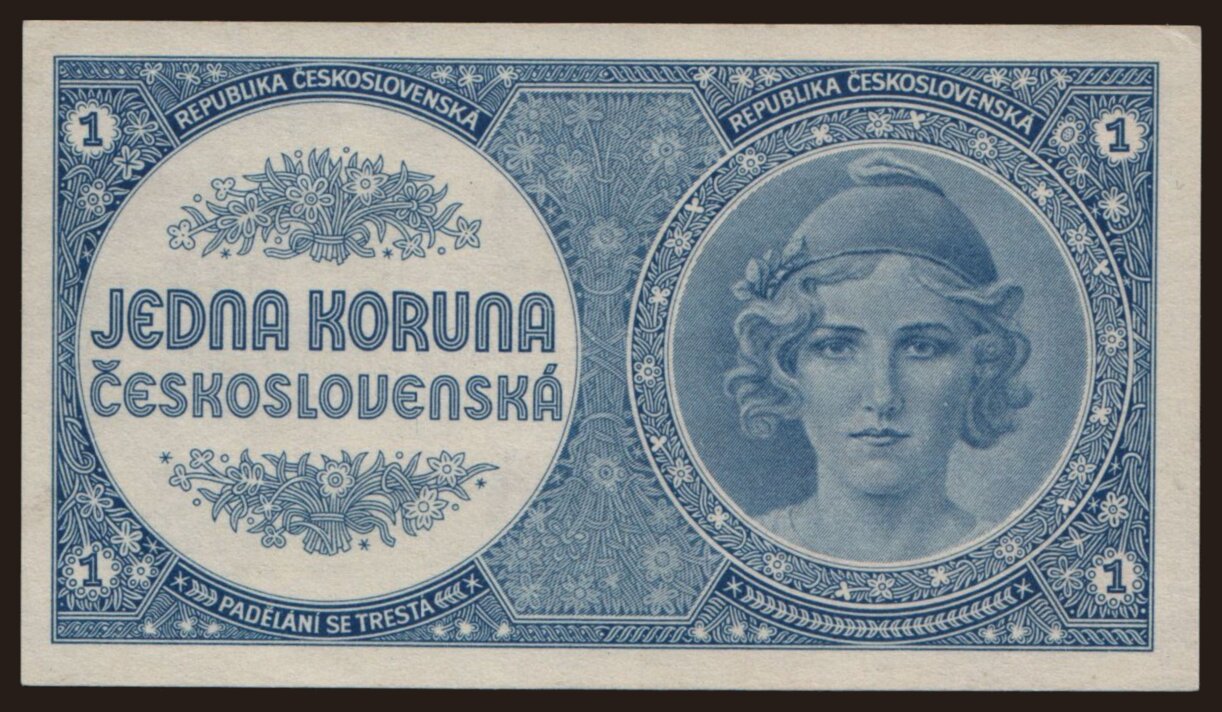 REPUBLIKA ČESKOSLOVENSKÁ
REPUBLIKA ČESKOSLOVENSKÁ
1
1
JEDNA KORUNA
ČESKOSLOVENSKÁ
1
1
PADĚLÁNÍ SE TRESTÁ